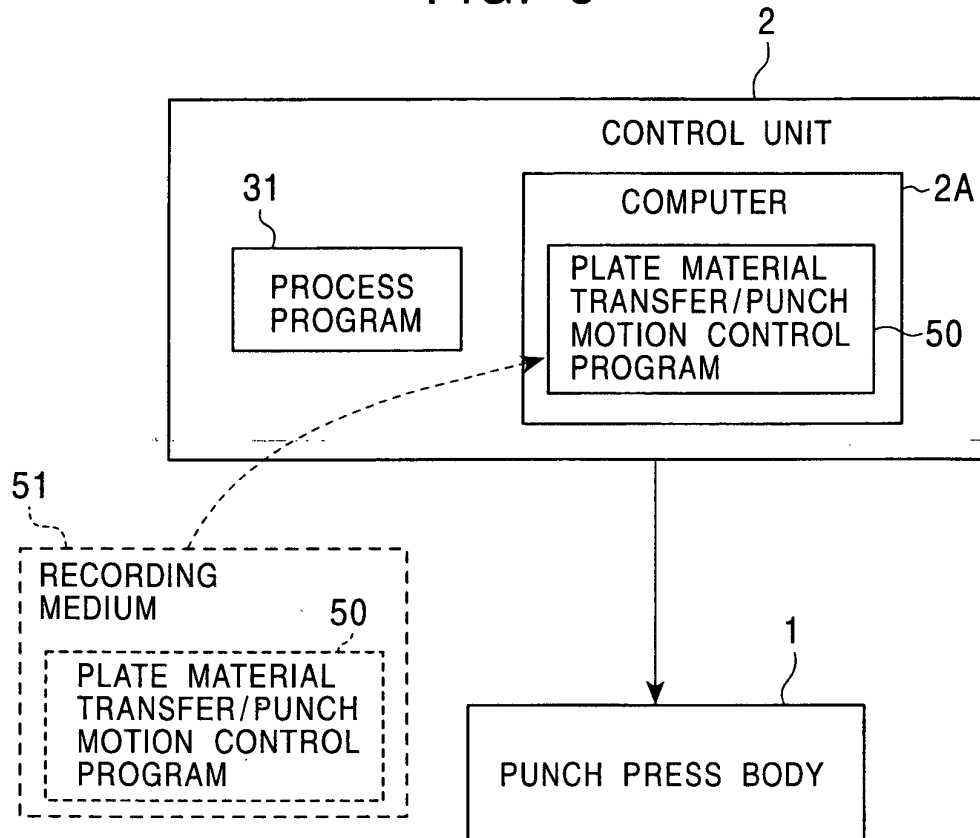 2
CONTROL UNIT
31
COMPUTER
2A
PROCESS
PROGRAM
PLATE MATERIAL
TRANSFER/PUNCH
MOTION CONTROL
PROGRAM
50
51
RECORDING
MEDIUM
50
PLATE MATERIAL
TRANSFER/PUNCH
MOTION CONTROL
PROGRAM
1
PUNCH PRESS BODY